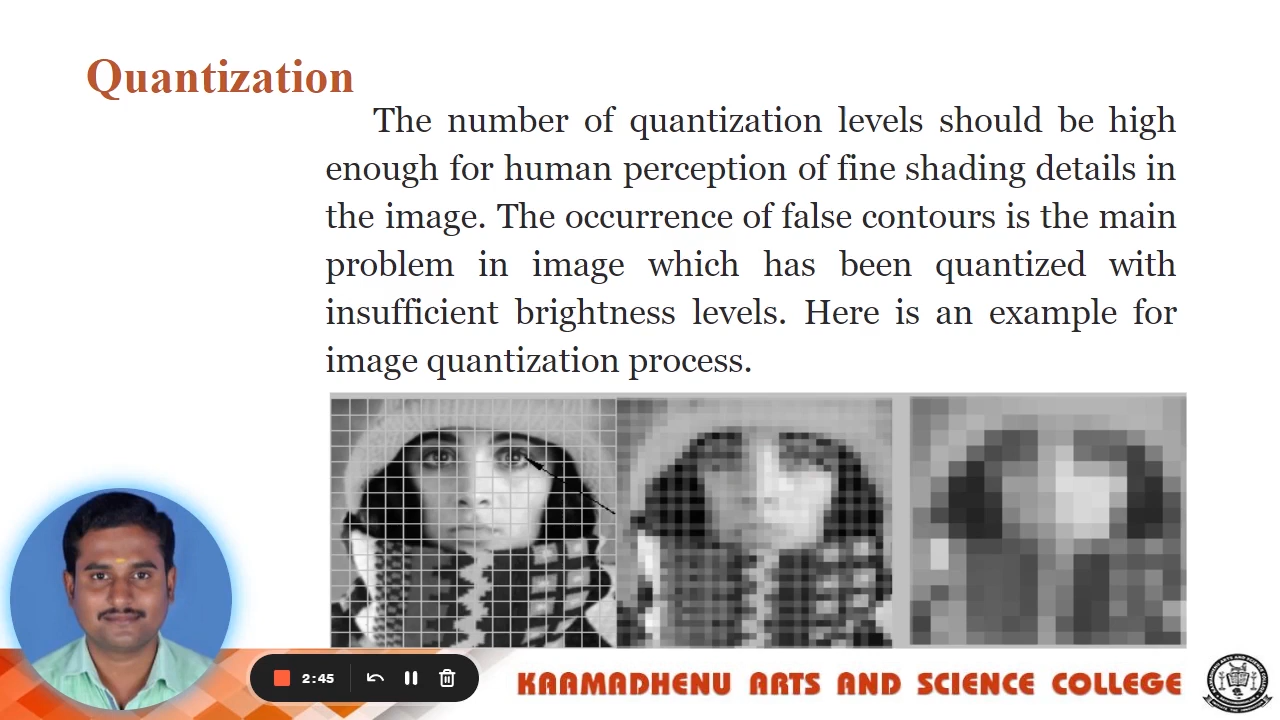 Quantization
The number of quantization levels should be high
enough for human perception of fine shading details in
the image. The occurrence of false contours is the main
problem in image which has been quantized with
insufficient brightness levels. Here is an example for
image quantization process.
2:45
KAAMADHENU ARTS AND SCIENCE COLLEGE